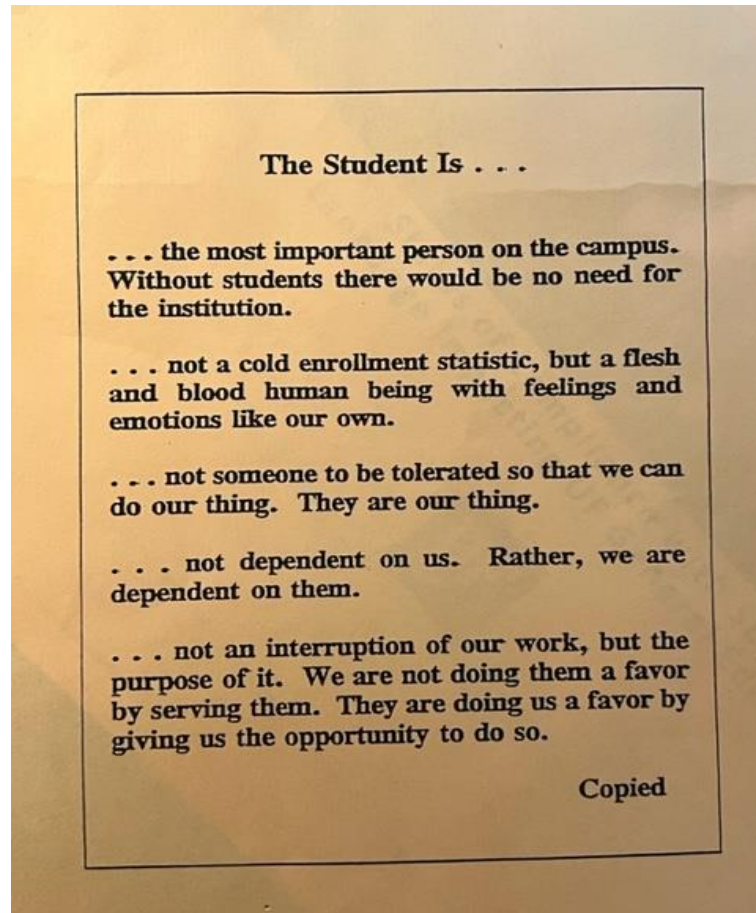 The Student Is . . .
. . . the most important person on the campus.
Without students there would be no need for
the institution.
. . . not a cold enrollment statistic, but a flesh
and blood human being with feelings and
emotions like our own.
. . . not someone to be tolerated so that we can
do our thing. They are our thing.
. . . not dependent on us. Rather, we are
dependent on them.
. . . not an interruption of our work, but the
purpose of it. We are not doing them a favor
by serving them. They are doing us a favor by
giving us the opportunity to do so.
Copied